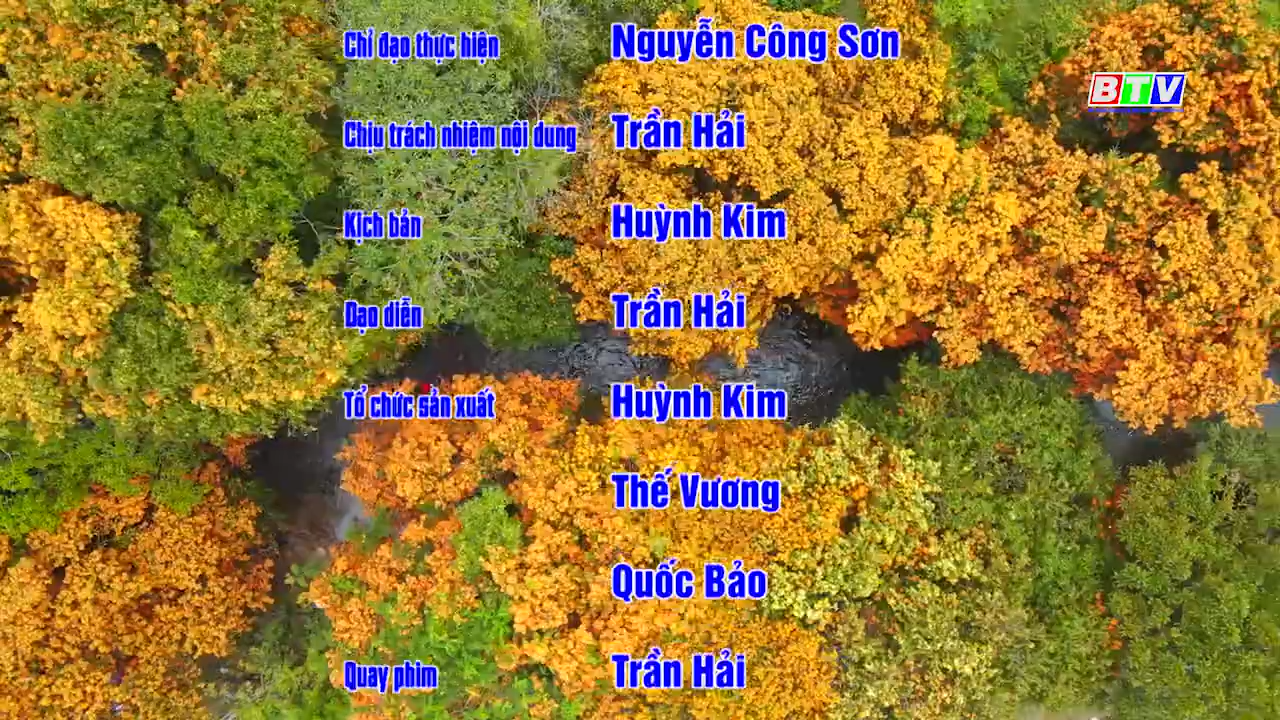 Chỉ đạo thực hiện Nguyễn Công Sơn
BTV
Chịu trách nhiệm nội dung Trần Hải
Kịch bản Huỳnh Kim
Đạo diễn Trần Hải
Tổ chức sản xuất Huỳnh Kim
Thế Vương
Quốc Bảo
Quay phim Trần Hải